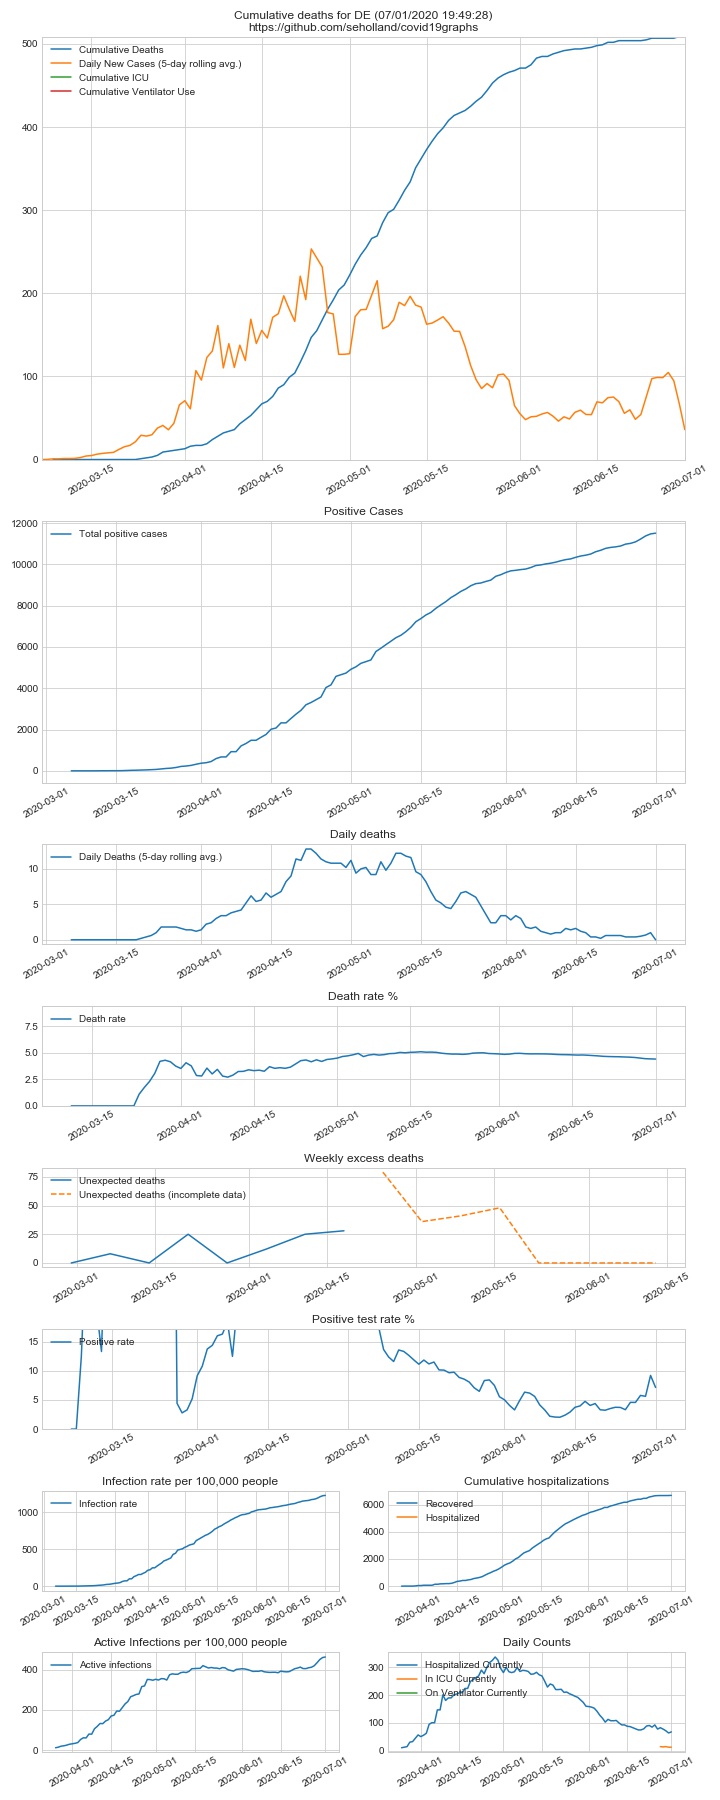 Cumulative deaths for DE (07/01/2020 19:49:28)
https://github.com/seholland/covid19graphs
500
Cumulative Deaths
Daily New Cases (5-day rolling avg.)
Cumulative ICU
Cumulative Ventilator Use
400
300
200
100
0
2020-03-15 2020-04-01 2020-04-15 2020-05-01 2020-05-15 2020-06-01 2020-06-15 2020-07-01
Positive Cases
12000
Total positive cases
10000
8000
6000
4000
2000
0
2020-03-01 2020-03-15 2020-04-01 2020-04-15 2020-05-01 2020-05-15 2020-06-01 2020-06-15 2020-07-01
Daily deaths
Daily Deaths (5-day rolling avg.)
10
5
0
2020-03-01 2020-03-15 2020-04-01 2020-04-15 2020-05-01 2020-05-15 2020-06-01 2020-06-15 2020-07-01
Death rate %
Death rate
7.5
5.0
2.5
0.0
2020-03-15 2020-04-01 2020-04-15 2020-05-01 2020-05-15 2020-06-01 2020-06-15 2020-07-01
Weekly excess deaths
75
Unexpected deaths
Unexpected deaths (incomplete data)
50
25
0
2020-03-01 2020-03-15 2020-04-01 2020-04-15 2020-05-01 2020-05-15 2020-06-01 2020-06-15
Positive test rate %
15
Positive rate
10
5
0
2020-03-15 2020-04-01 2020-04-15 2020-05-01 2020-05-15 2020-06-01 2020-06-15 2020-07-01
Infection rate per 100,000 people
Infection rate
1000
500
0
2020-03-01 2020-03-15 2020-04-01 2020-04-15 2020-05-01 2020-05-15 2020-06-01 2020-06-15 2020-07-01
Cumulative hospitalizations
Recovered
Hospitalized
6000
4000
2000
0
2020-04-01 2020-04-15 2020-05-01 2020-05-15 2020-06-01 2020-06-15 2020-07-01
Active Infections per 100,000 people
Active infections
400
200
0
2020-04-01 2020-04-15 2020-05-01 2020-05-15 2020-06-01 2020-06-15 2020-07-01
Daily Counts
Hospitalized Currently
In ICU Currently
On Ventilator Currently
300
200
100
0
2020-04-01 2020-04-15 2020-05-01 2020-05-15 2020-06-01 2020-06-15 2020-07-01